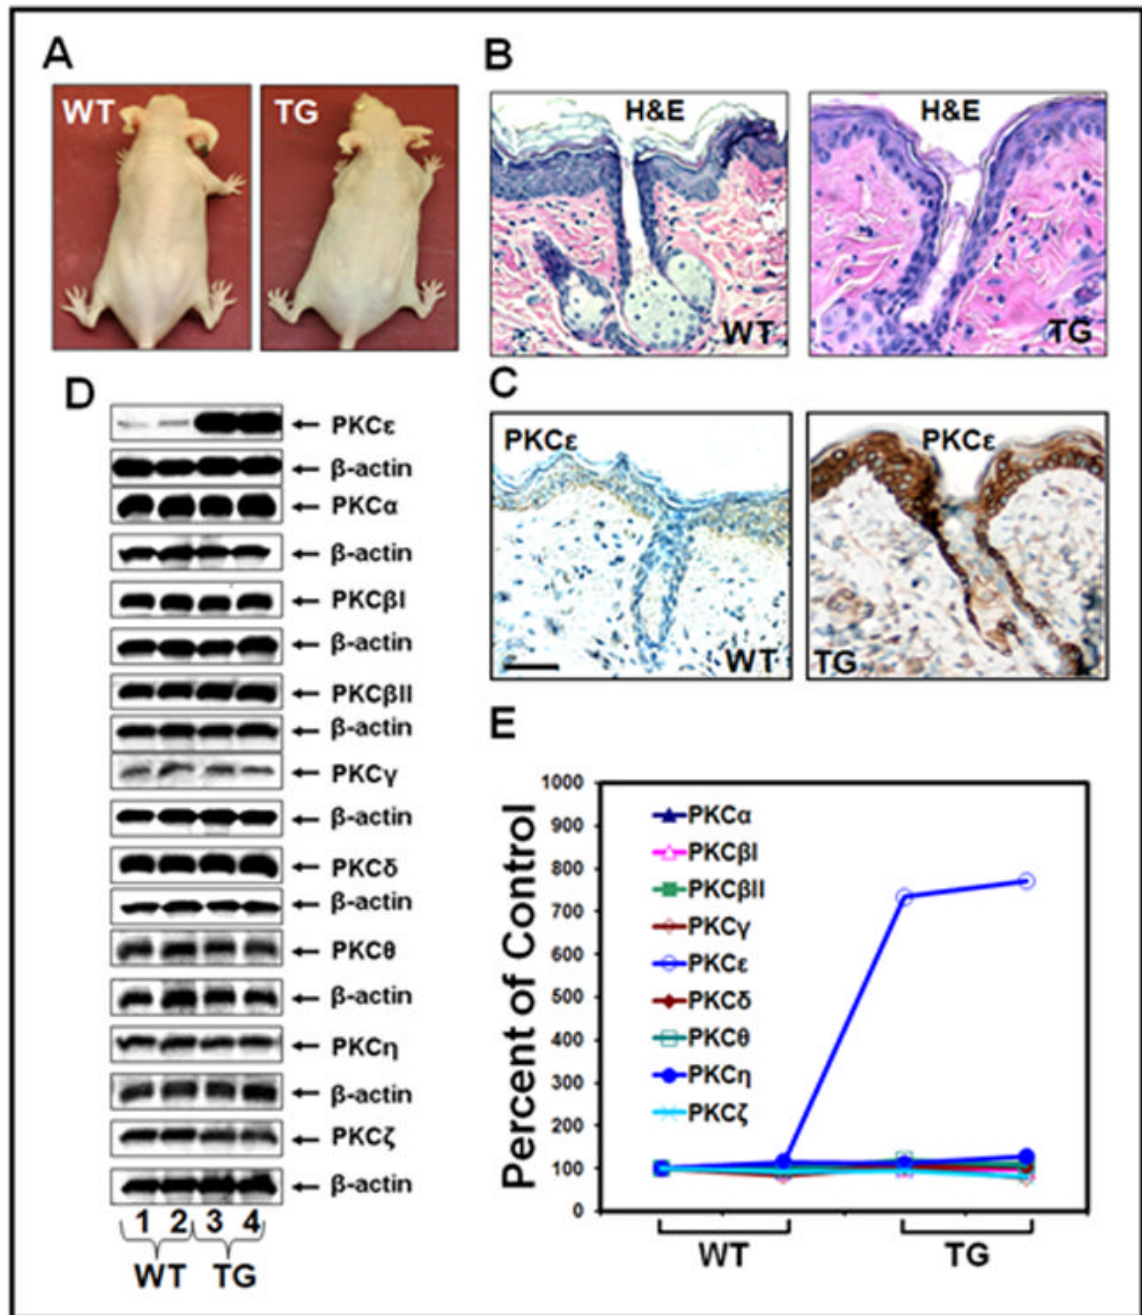 A
WT
TG
B
H&E
WT
H&E
TG
C
PKCε
WT
PKCε
TG
D
PKCε
β-actin
PKCα
β-actin
PKCβI
β-actin
PKCβII
β-actin
PKCγ
β-actin
PKCδ
β-actin
PKCθ
β-actin
PKCη
β-actin
PKCζ
β-actin
1 2 3 4
WT TG
E
Percent of Control
1000
900
800
700
600
500
400
300
200
100
0
PKCα
PKCβI
PKCβII
PKCγ
PKCε
PKCδ
PKCθ
PKCη
PKCζ
WT TG